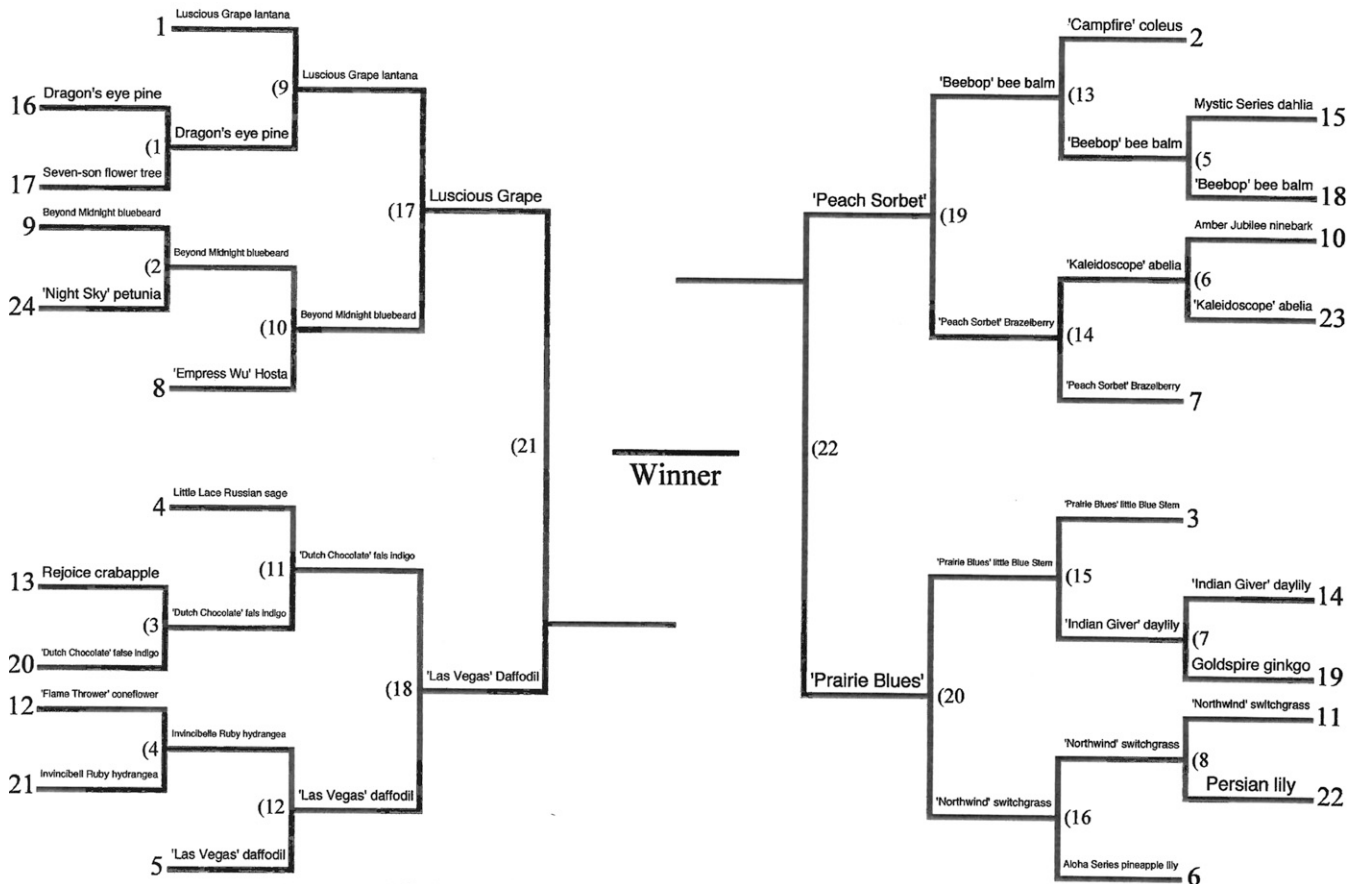 1 Luscious Grape lantana
(9 Luscious Grape lantana
16 Dragon's eye pine
(1 Dragon's eye pine
17 Seven-son flower tree
(17 Luscious Grape
9 Beyond Midnight bluebeard
(2 Beyond Midnight bluebeard
24 'Night Sky' petunia
(10 Beyond Midnight bluebeard
8 'Empress Wu' Hosta
(21
4 Little Lace Russian sage
(11 'Dutch Chocolate' fals indigo
13 Rejoice crabapple
(3 'Dutch Chocolate' fals indigo
20 'Dutch Chocolate' false indigo
(18 'Las Vegas' Daffodil
12 'Flame Thrower' coneflower
(4 Invincibelle Ruby hydrangea
21 Invincibell Ruby hydrangea
(12 'Las Vegas' daffodil
5 'Las Vegas' daffodil
Winner
'Campfire' coleus 2
'Beebop' bee balm (13
Mystic Series dahlia 15
'Beebop' bee balm (5
'Beebop' bee balm 18
'Peach Sorbet' (19
Amber Jubilee ninebark 10
'Kaleidoscope' abelia (6
'Kaleidoscope' abelia 23
'Peach Sorbet' Brazelberry (14
'Peach Sorbet' Brazelberry 7
(22
'Prairie Blues' little Blue Stem 3
'Prairie Blues' little Blue Stem (15
'Indian Giver' daylily 14
'Indian Giver' daylily (7
Goldspire ginkgo 19
'Prairie Blues' (20
'Northwind' switchgrass 11
'Northwind' switchgrass (8
Persian lily 22
'Northwind' switchgrass (16
Aloha Series pineapple lily 6